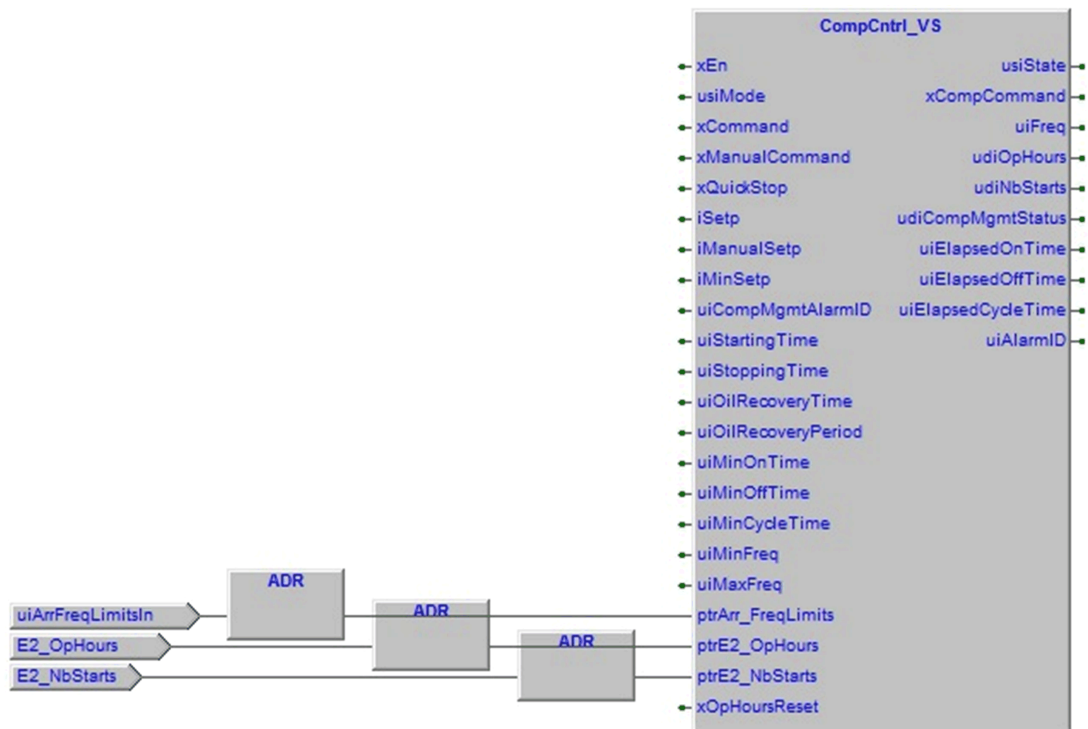 CompCntrl_VS
xEn usiState
usiMode xCompCommand
xCommand uiFreq
xManualCommand udiOpHours
xQuickStop udiNbStarts
iSetp udiCompMgmtStatus
iManualSetp uiElapsedOnTime
iMinSetp uiElapsedOffTime
uiCompMgmtAlarmID uiElapsedCycleTime
uiStartingTime uiAlarmID
uiStoppingTime
uiOilRecoveryTime
uiOilRecoveryPeriod
uiMinOnTime
uiMinOffTime
uiMinCycleTime
uiMinFreq
ADR
uiMaxFreq
uiArrFreqLimitsIn ADR ptrArr_FreqLimits
E2_OpHours ADR ptrE2_OpHours
E2_NbStarts ptrE2_NbStarts
xOpHoursReset